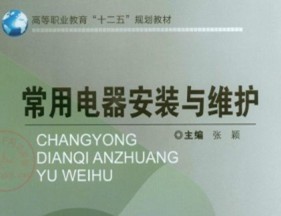 高等职业教育“十二五”规划教材
常用电器安装与维护
◎主编 张颖
CHANGYONG
DIANQI ANZHUANG
YU WEIHU